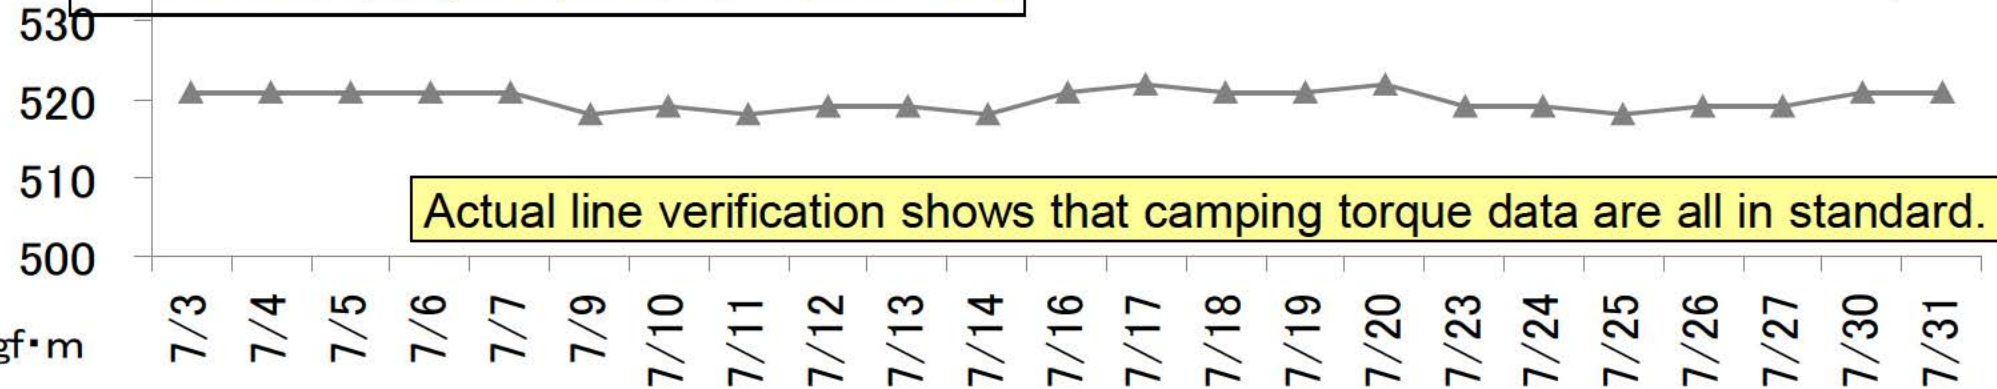 530
520
510
Actual line verification shows that camping torque data are all in standard.
500
7/3 7/4 7/5 7/6 7/7 7/9 7/10 7/11 7/12 7/13 7/14 7/16 7/17 7/18 7/19 7/20 7/23 7/24 7/25 7/26 7/27 7/30 7/31
gf・m